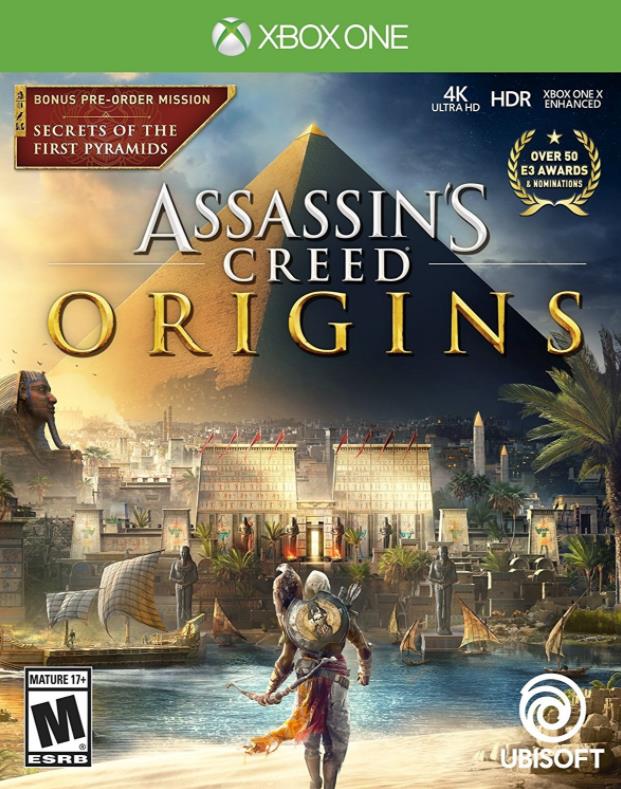 XBOX ONE
BONUS PRE-ORDER MISSION
SECRETS OF THE
FIRST PYRAMIDS
4K
ULTRA HD
HDR
XBOX ONE X
ENHANCED
OVER 50
E3 AWARDS
& NOMINATIONS
ASSASSIN'S
CREED®
ORIGINS
MATURE 17+
M
®
ESRB
UBISOFT